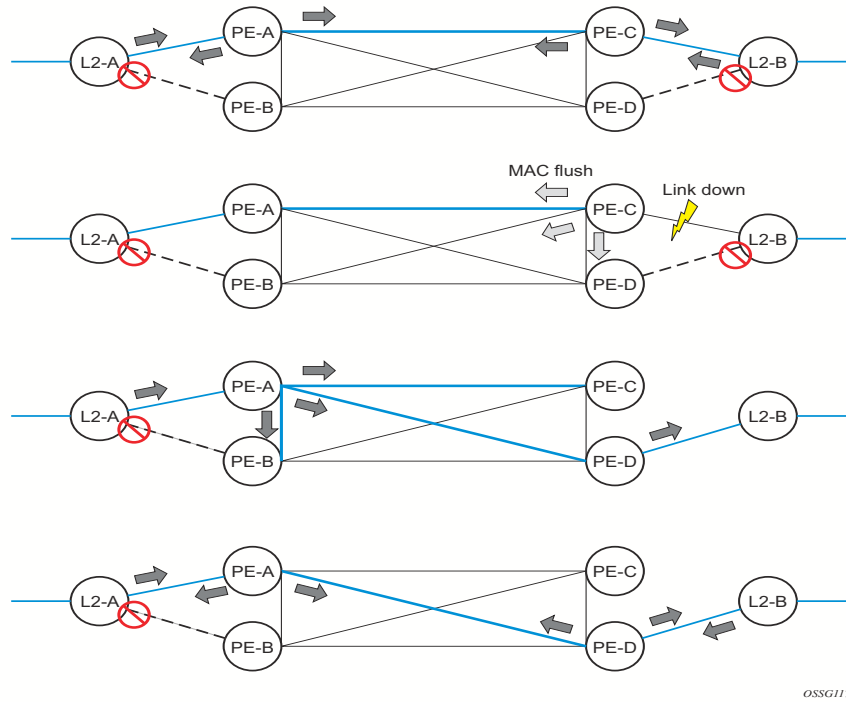 PE-A
PE-C
L2-A
L2-B
PE-B
PE-D
MAC flush
Link down
PE-A
PE-C
L2-A
L2-B
PE-B
PE-D
PE-A
PE-C
L2-A
L2-B
PE-B
PE-D
PE-A
PE-C
L2-A
L2-B
PE-B
PE-D
OSSG11